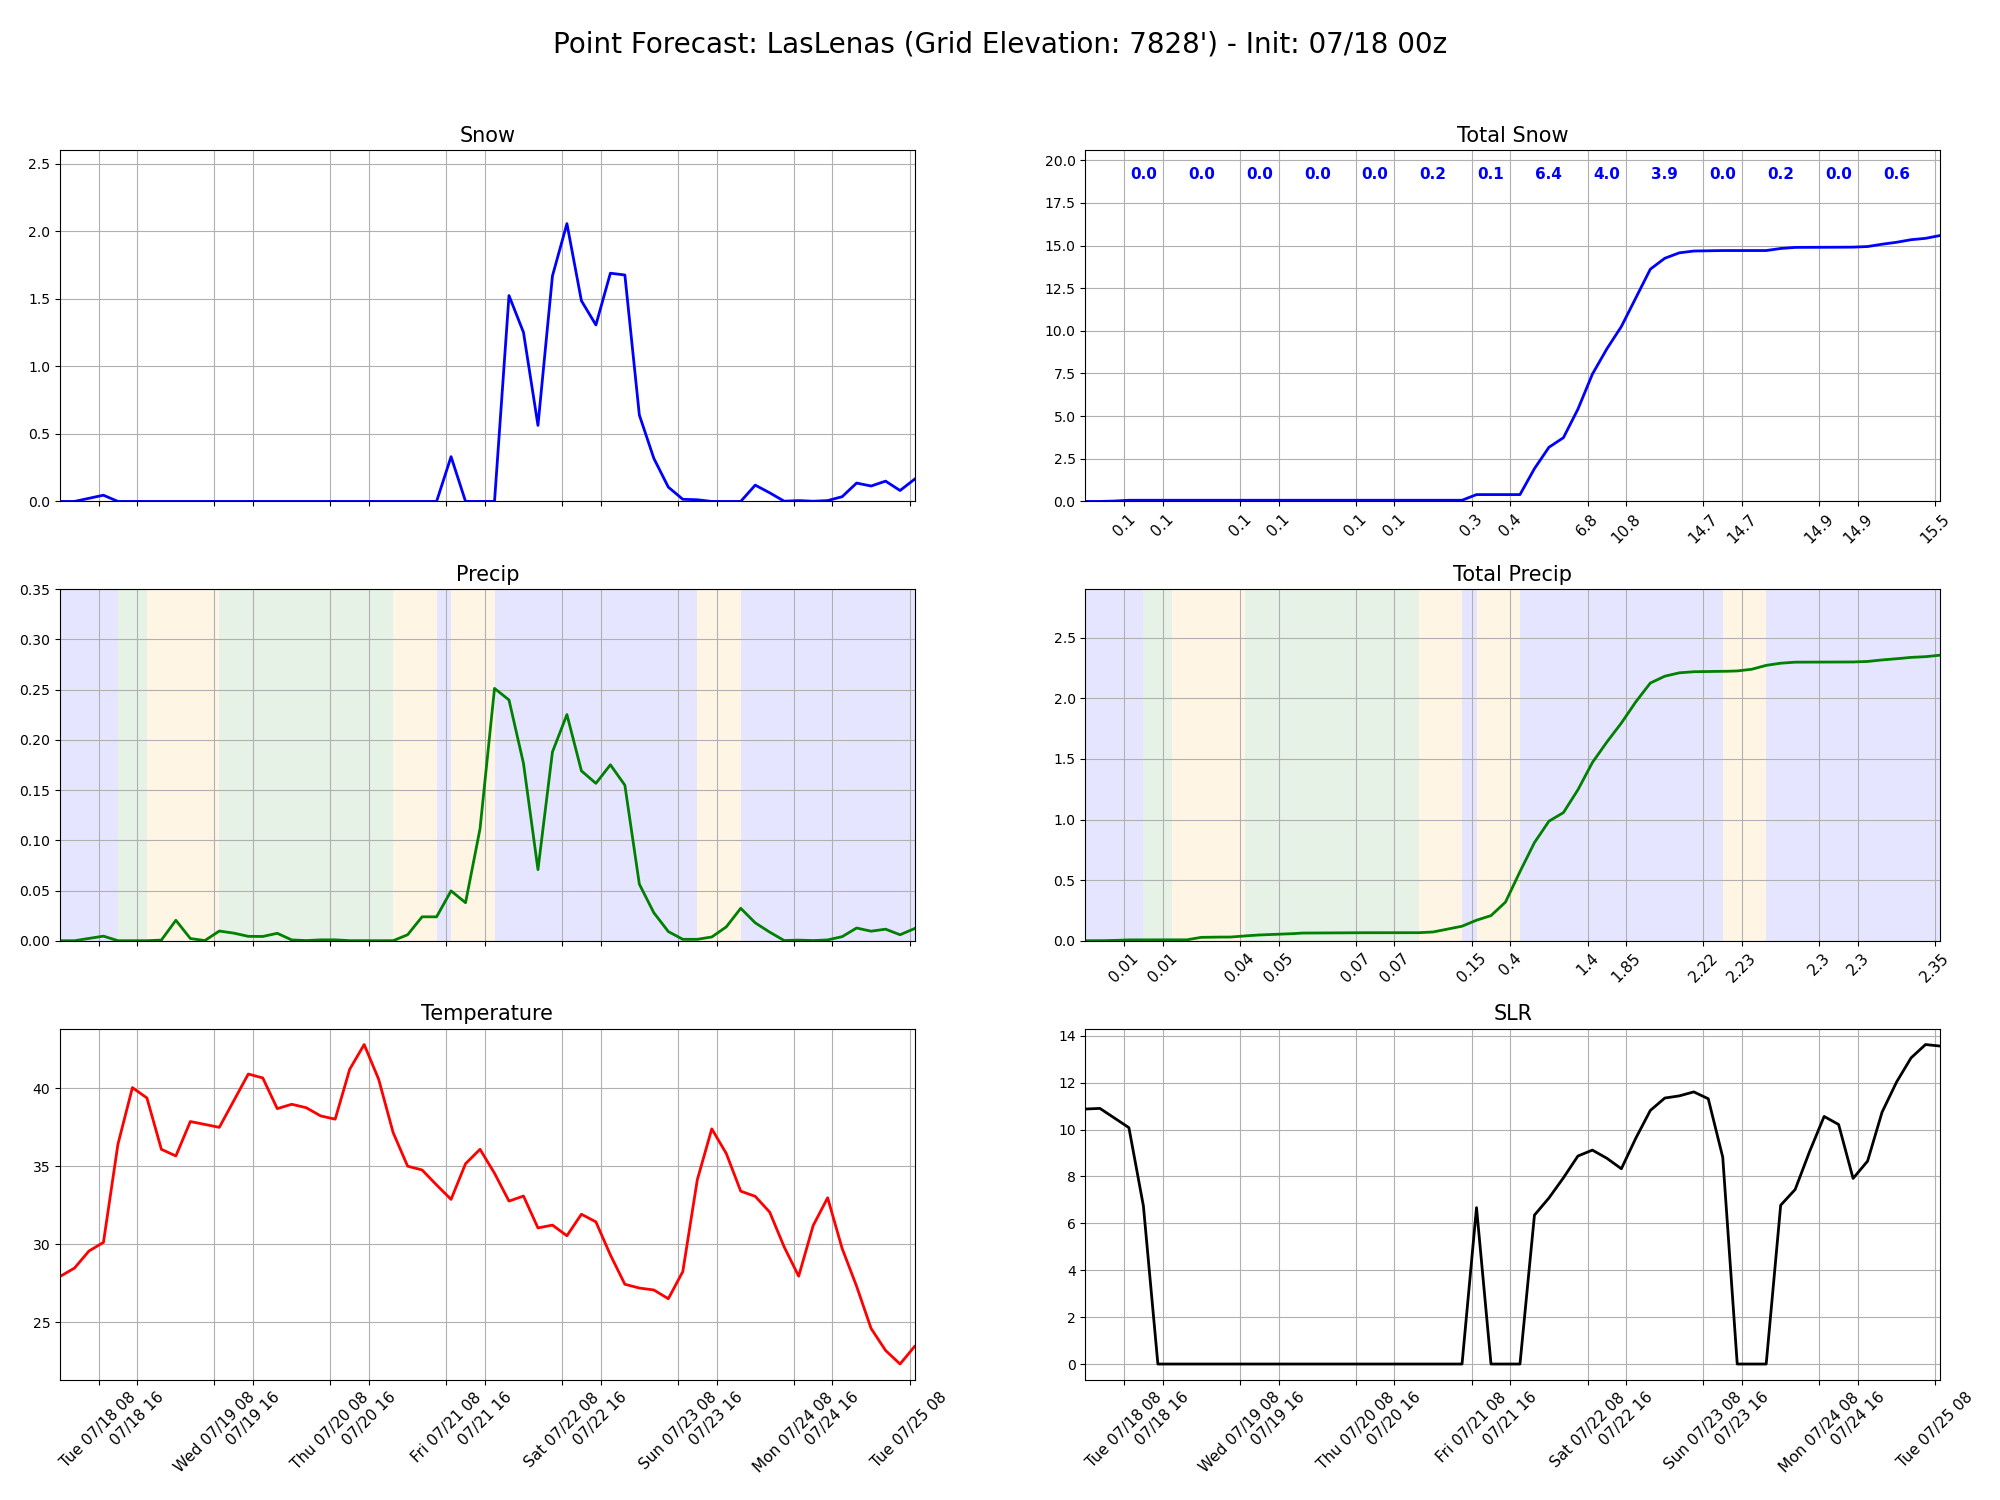 Point Forecast: LasLenas (Grid Elevation: 7828') - Init: 07/18 00z
Snow
2.5
2.0
1.5
1.0
0.5
0.0
Total Snow
20.0
17.5
15.0
12.5
10.0
7.5
5.0
2.5
0.0
0.0 0.0 0.0 0.0 0.0 0.2 0.1 6.4 4.0 3.9 0.0 0.2 0.0 0.6
0.1 0.1 0.1 0.1 0.1 0.1 0.3 0.4 6.8 10.8 14.7 14.7 14.9 14.9 15.5
Precip
0.35
0.30
0.25
0.20
0.15
0.10
0.05
0.00
Total Precip
2.5
2.0
1.5
1.0
0.5
0.0
0.01 0.01 0.04 0.05 0.07 0.07 0.15 0.4 1.4 1.85 2.22 2.23 2.3 2.3 2.35
Temperature
40
35
30
25
Tue 07/18 08
07/18 16
Wed 07/19 08
07/19 16
Thu 07/20 08
07/20 16
Fri 07/21 08
07/21 16
Sat 07/22 08
07/22 16
Sun 07/23 08
07/23 16
Mon 07/24 08
07/24 16
Tue 07/25 08
SLR
14
12
10
8
6
4
2
0
Tue 07/18 08
07/18 16
Wed 07/19 08
07/19 16
Thu 07/20 08
07/20 16
Fri 07/21 08
07/21 16
Sat 07/22 08
07/22 16
Sun 07/23 08
07/23 16
Mon 07/24 08
07/24 16
Tue 07/25 08